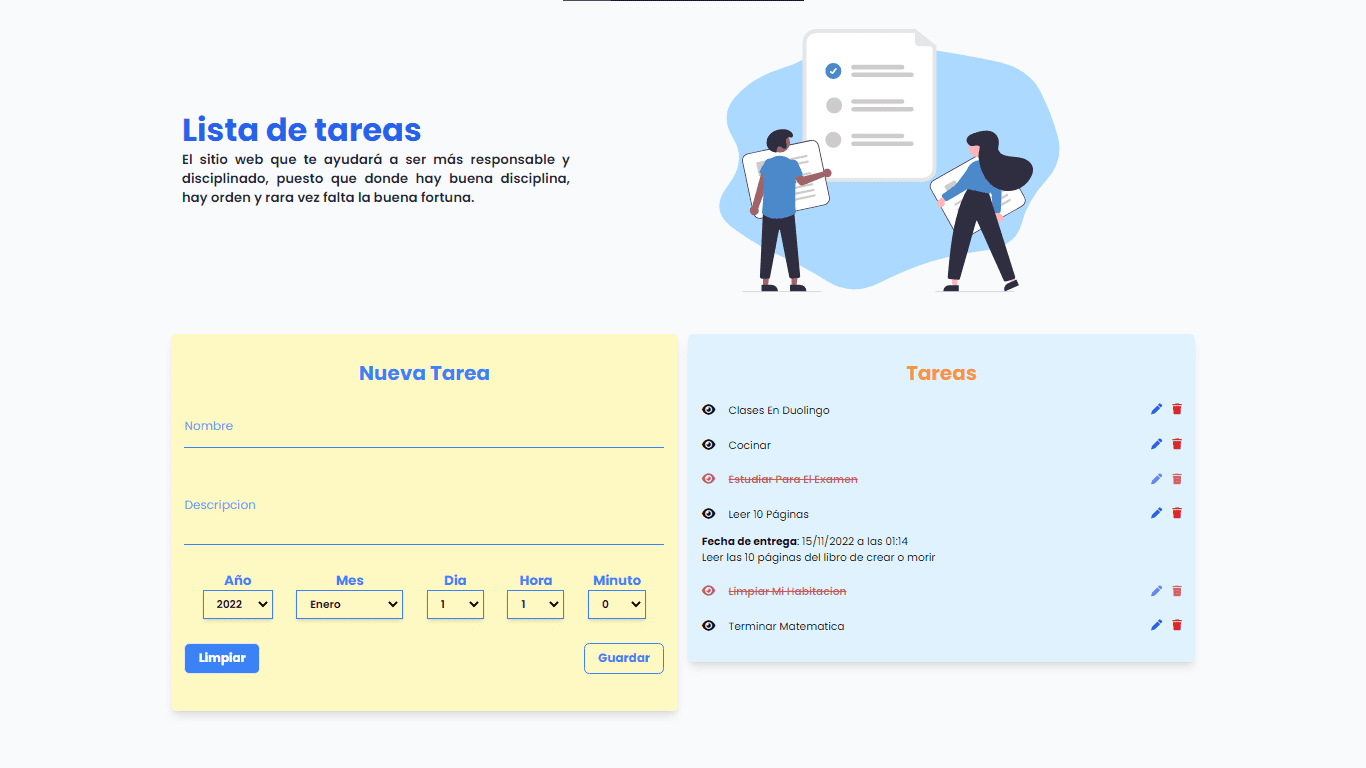 Lista de tareas
El sitio web que te ayudará a ser más responsable y
disciplinado, puesto que donde hay buena disciplina,
hay orden y rara vez falta la buena fortuna.
Nueva Tarea
Nombre
Descripcion
Año Mes Dia Hora Minuto
2022 Enero 1 1 0
Limpiar Guardar
Tareas
Clases En Duolingo
Cocinar
Estudiar Para El Examen
Leer 10 Páginas
Fecha de entrega: 15/11/2022 a las 01:14
Leer las 10 páginas del libro de crear o morir
Limpiar Mi Habitacion
Terminar Matematica